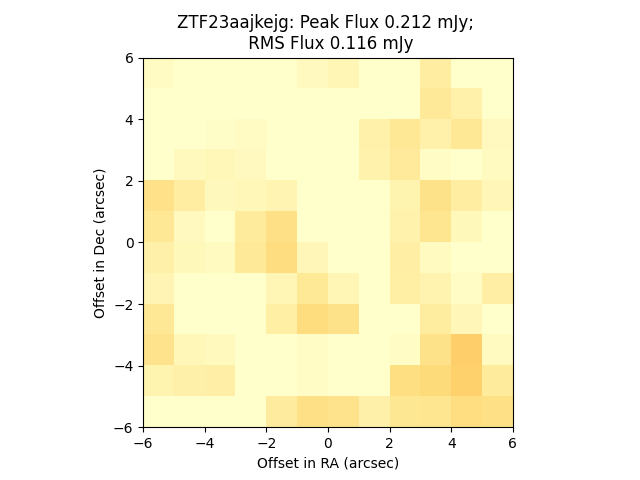 ZTF23aajkejg: Peak Flux 0.212 mJy;
RMS Flux 0.116 mJy
6
4
2
0
−2
−4
−6
Offset in Dec (arcsec)
−6 −4 −2 0 2 4 6
Offset in RA (arcsec)